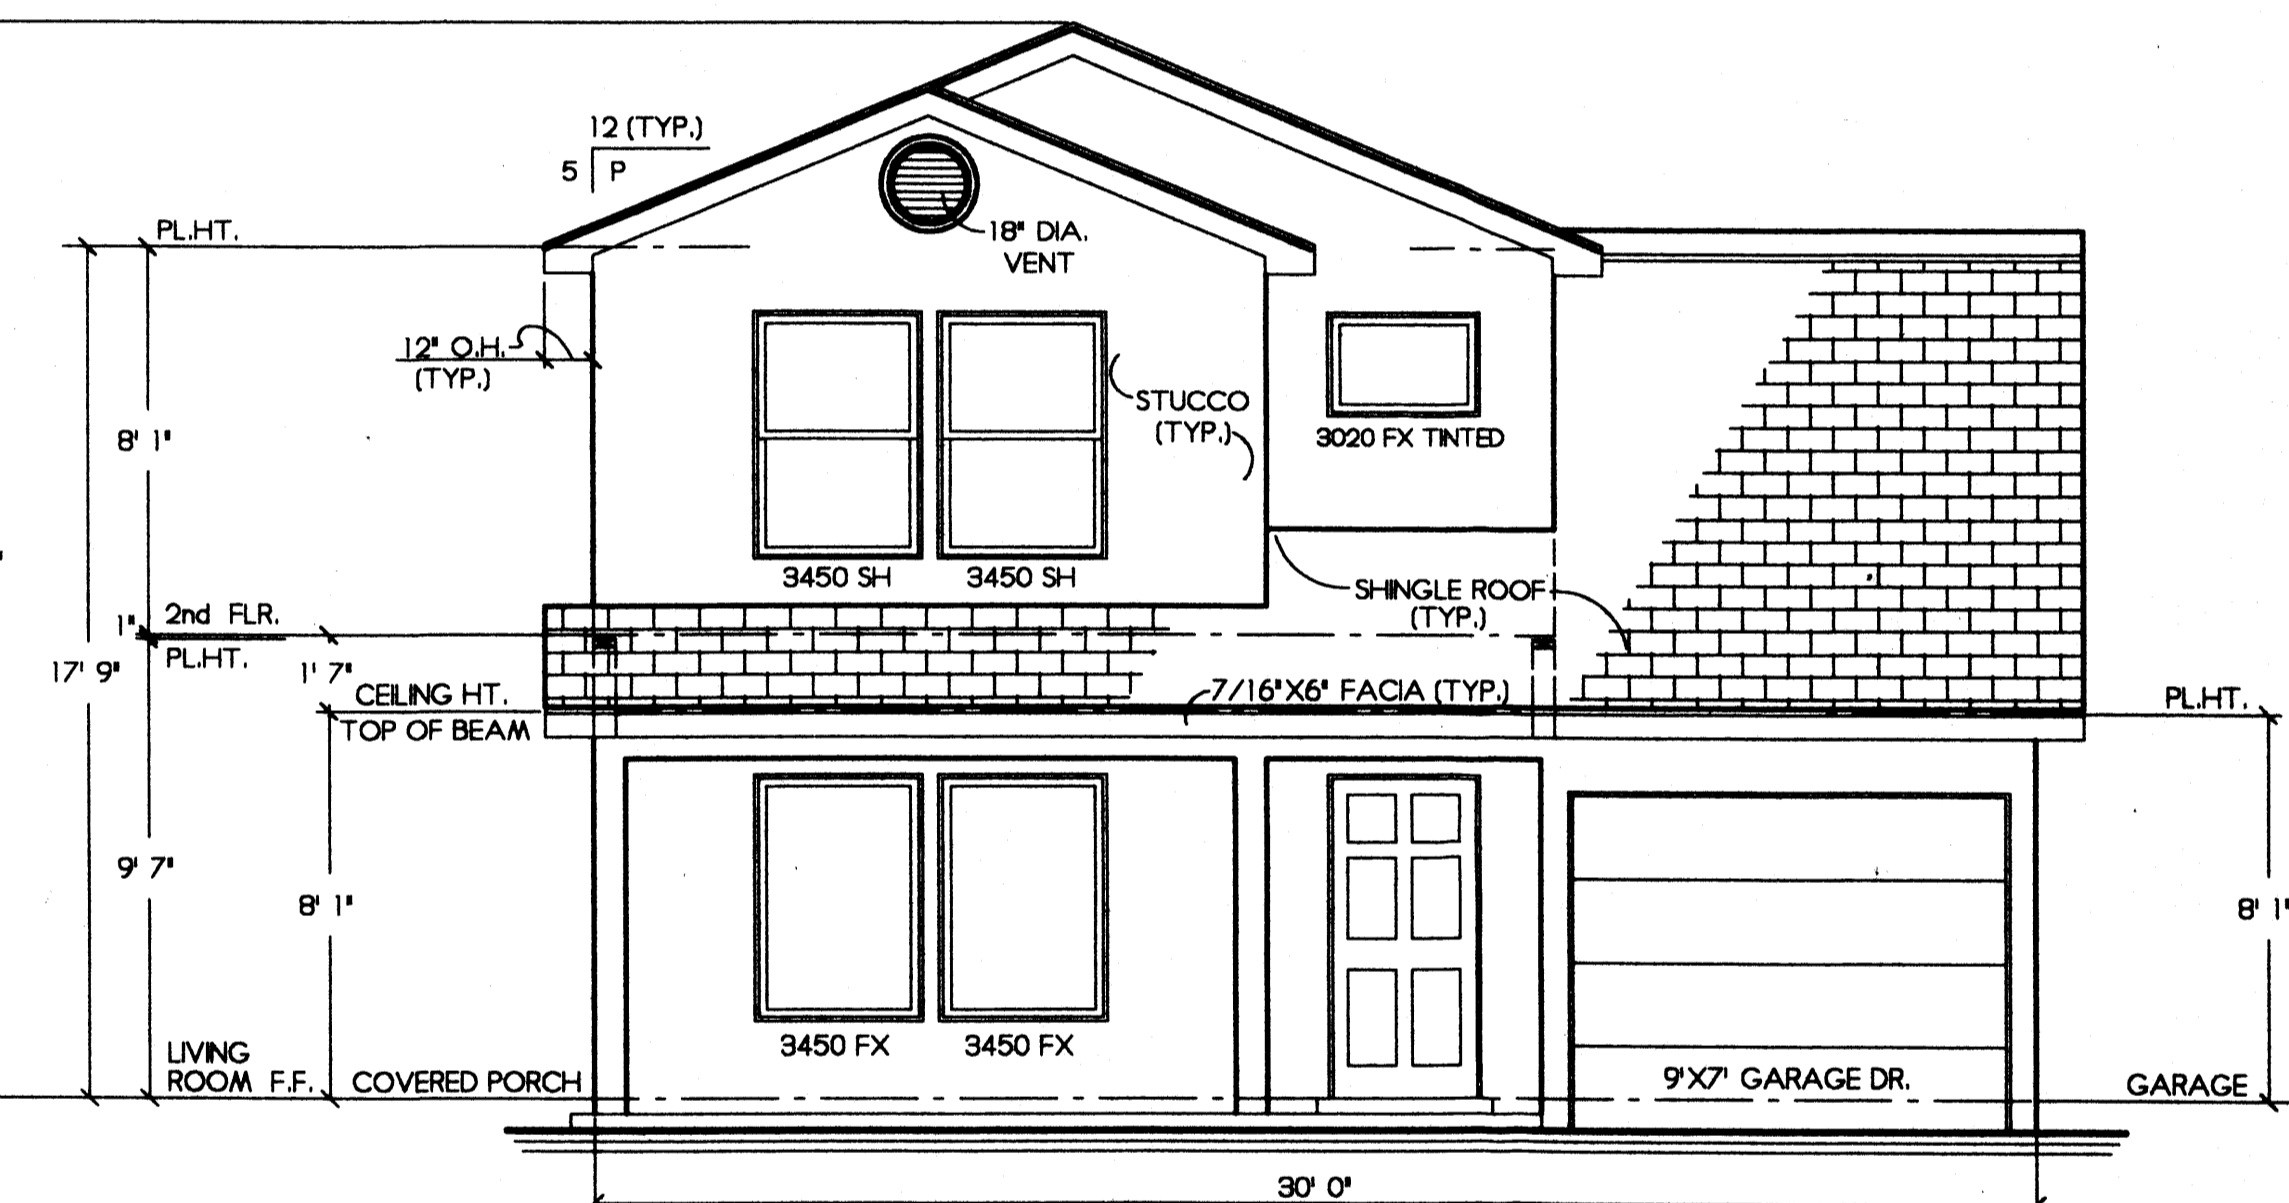 12 (TYP.)
5 P
PL.HT.
18" DIA.
VENT
12" O.H.
(TYP.)
STUCCO
(TYP.)
3020 FX TINTED
8' 1"
3450 SH
3450 SH
SHINGLE ROOF
(TYP.)
1"
2nd FLR.
PL.HT.
17' 9"
1' 7"
CEILING HT.
TOP OF BEAM
7/16"X6" FACIA (TYP.)
PL.HT.
9' 7"
8' 1"
8' 1"
3450 FX
3450 FX
LIVING
ROOM F.F.
COVERED PORCH
9'X7' GARAGE DR.
GARAGE
30' 0"